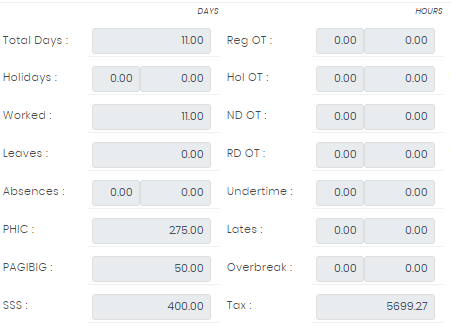 DAYS HOURS
Total Days : 11.00 Reg OT : 0.00 0.00
Holidays : 0.00 0.00 Hol OT : 0.00 0.00
Worked : 11.00 ND OT : 0.00 0.00
Leaves : 0.00 RD OT : 0.00 0.00
Absences : 0.00 0.00 Undertime : 0.00 0.00
PHIC : 275.00 Lates : 0.00 0.00
PAGIBIG : 50.00 Overbreak : 0.00 0.00
SSS : 400.00 Tax : 5699.27